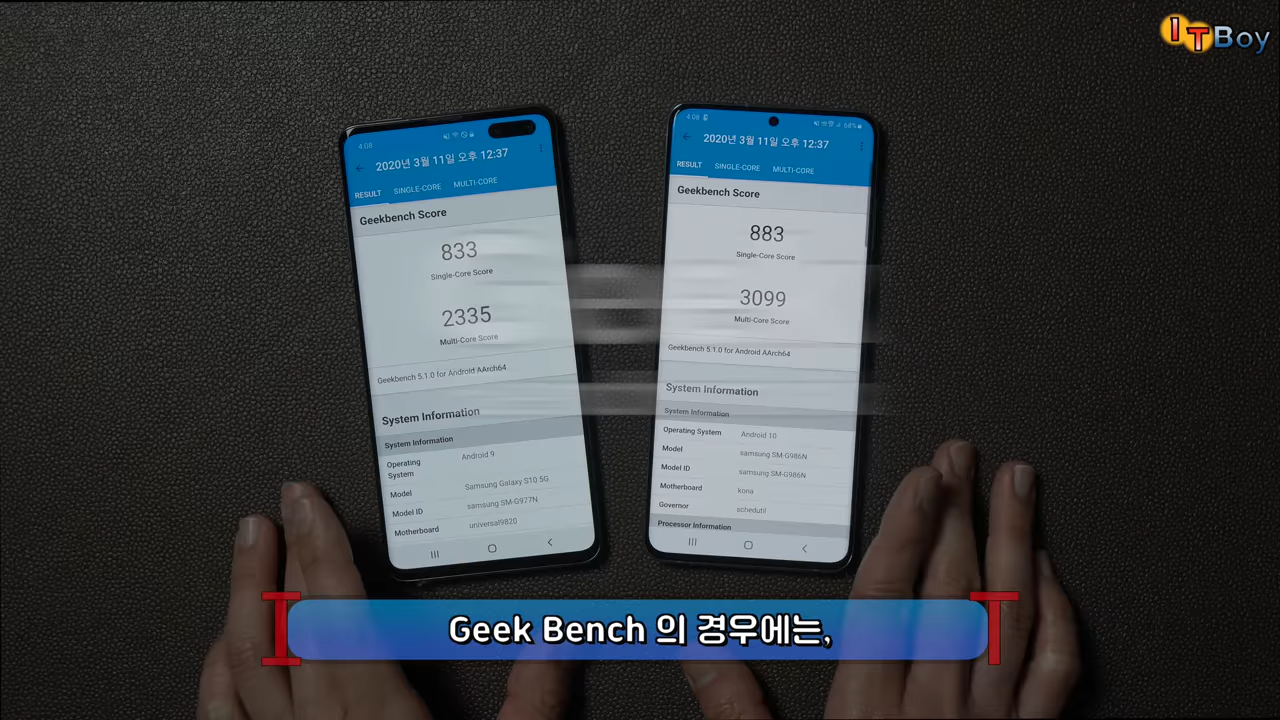 ITBoy
4:08
2020년 3월 11일 오후 12:37
RESULT SINGLE-CORE MULTI-CORE
Geekbench Score
833
Single-Core Score
2335
Multi-Core Score
Geekbench 5.1.0 for Android AArch64
System Information
System Information
Operating System Android 9
Model Samsung Galaxy S10 5G
Model ID samsung SM-G977N
Motherboard universal9820
4:08 68%
2020년 3월 11일 오후 12:37
RESULT SINGLE-CORE MULTI-CORE
Geekbench Score
883
Single-Core Score
3099
Multi-Core Score
Geekbench 5.1.0 for Android AArch64
System Information
System Information
Operating System Android 10
Model samsung SM-G986N
Model ID samsung SM-G986N
Motherboard kona
Governor schedutil
Processor Information
I Geek Bench 의 경우에는, T